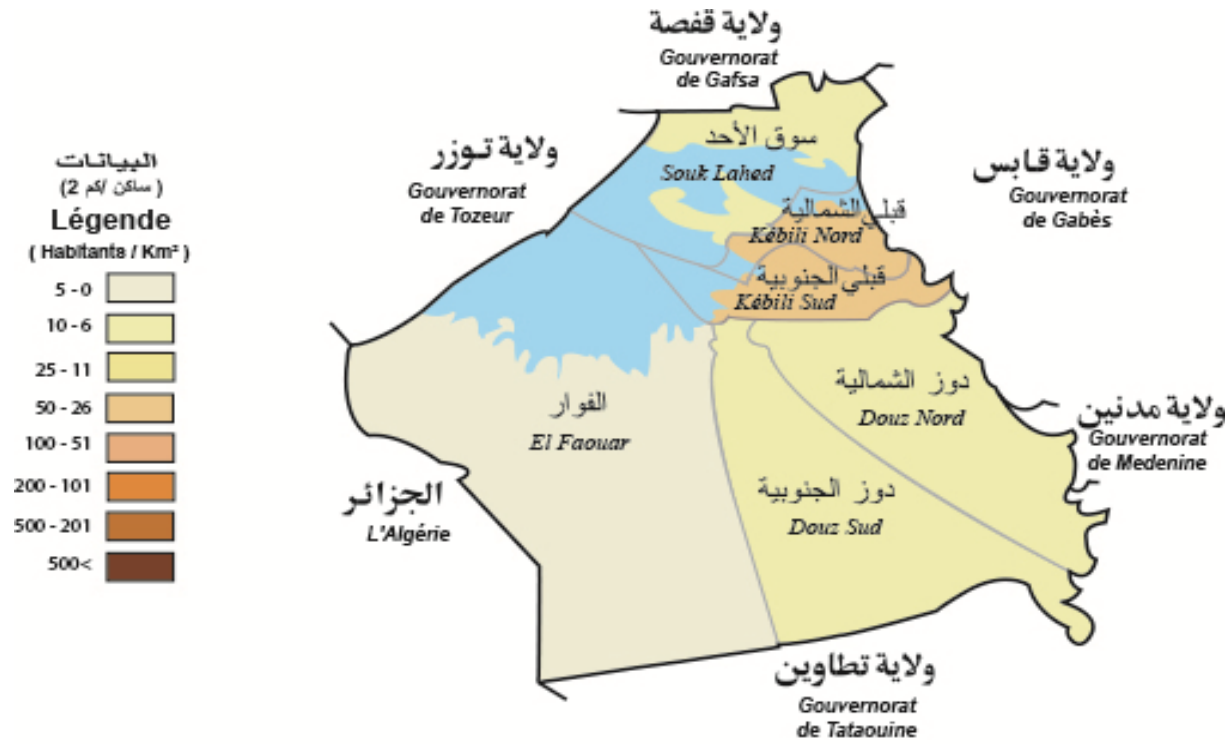 ولاية قفصة
Gouvernorat
de Gafsa
ولاية توزر
Gouvernorat
de Tozeur
ولاية قابس
Gouvernorat
de Gabès
البيانات
(ساكن /كم 2)
Légende
( Habitants / Km² )
5 - 0
10 - 6
25 - 11
50 - 26
100 - 51
200 - 101
500 - 201
500<
سوق الأحد
Souk Lahed
قبلي الشمالية
Kébili Nord
قبلي الجنوبية
Kébili Sud
دوز الشمالية
Douz Nord
الفوار
El Faouar
دوز الجنوبية
Douz Sud
ولاية مدنين
Gouvernorat
de Medenine
الجزائر
L'Algérie
ولاية تطاوين
Gouvernorat
de Tataouine